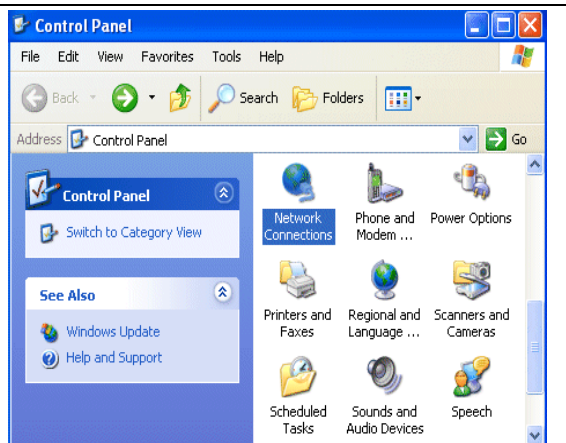 Control Panel
File Edit View Favorites Tools Help
Back Search Folders
Address Control Panel Go
Control Panel
Switch to Category View
See Also
Windows Update
Help and Support
Network
Connections
Phone and
Modem ...
Power Options
Printers and
Faxes
Regional and
Language ...
Scanners and
Cameras
Scheduled
Tasks
Sounds and
Audio Devices
Speech